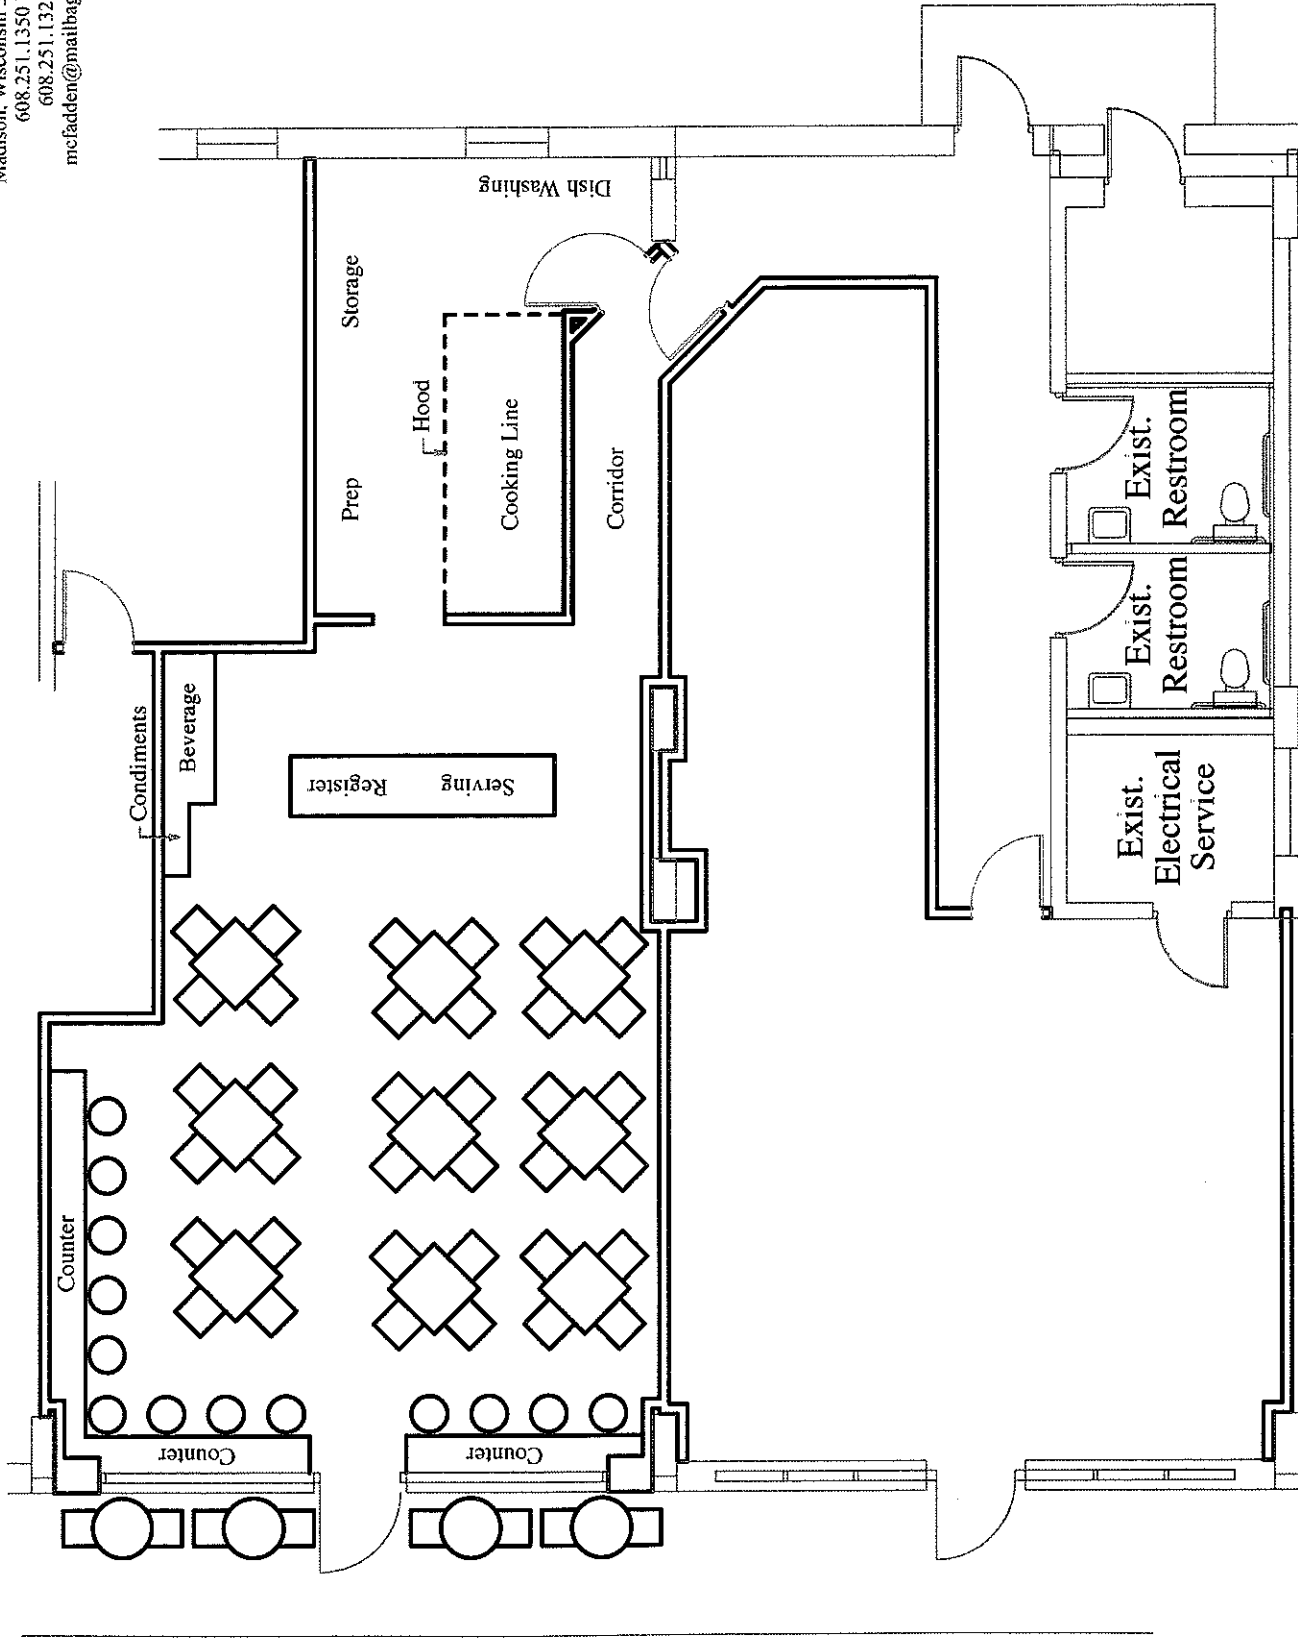 Madison, Wisconsin
608.251.1350
608.251.132
mcfadden@mailbag
Dish Washing
Storage
Prep
Hood
Cooking Line
Corridor
Condiments
Beverage
Register
Serving
Counter
Counter
Counter
Exist.
Restroom
Exist.
Restroom
Exist.
Electrical
Service